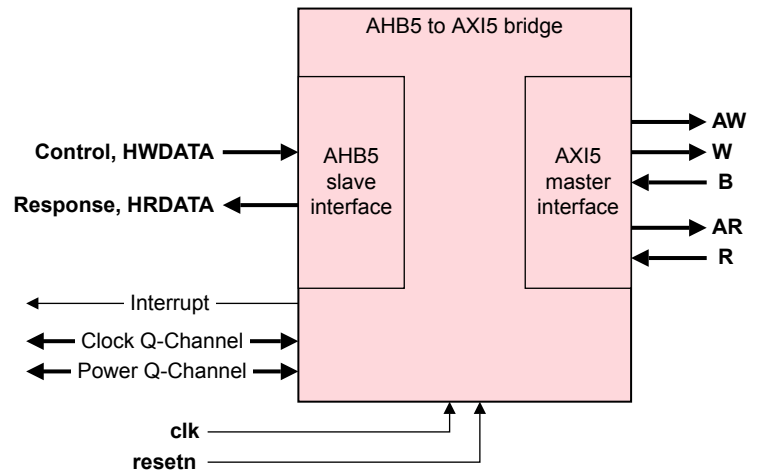 AHB5 to AXI5 bridge
Control, HWDATA
Response, HRDATA
AHB5
slave
interface
AXI5
master
interface
AW
W
B
AR
R
Interrupt
Clock Q-Channel
Power Q-Channel
clk
resetn